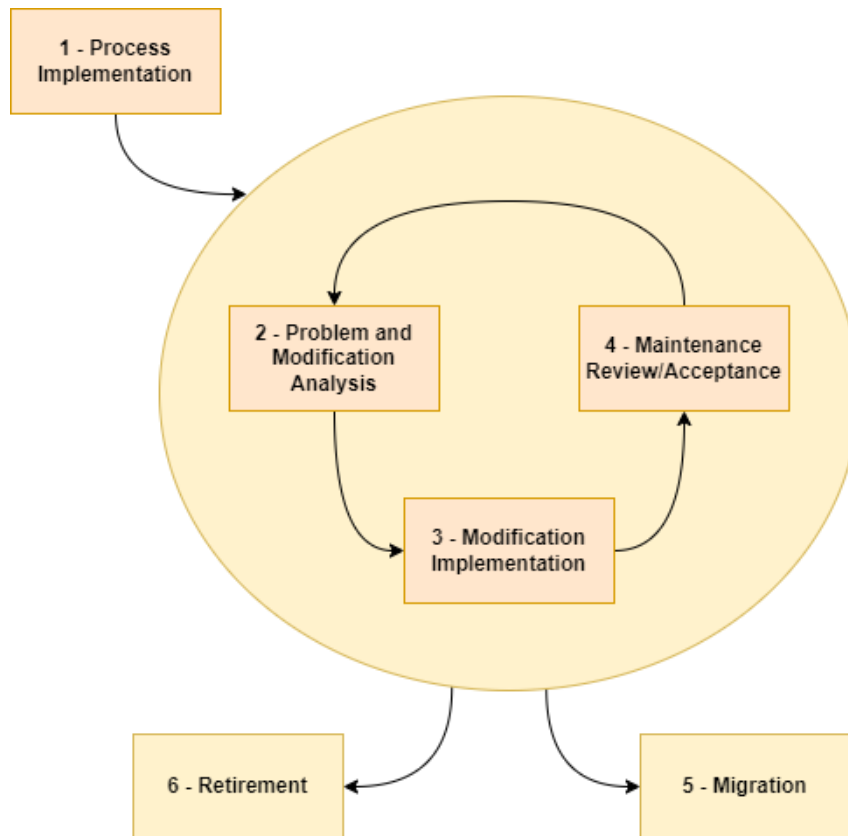 1 - Process
Implementation
2 - Problem and
Modification
Analysis
4 - Maintenance
Review/Acceptance
3 - Modification
Implementation
6 - Retirement
5 - Migration